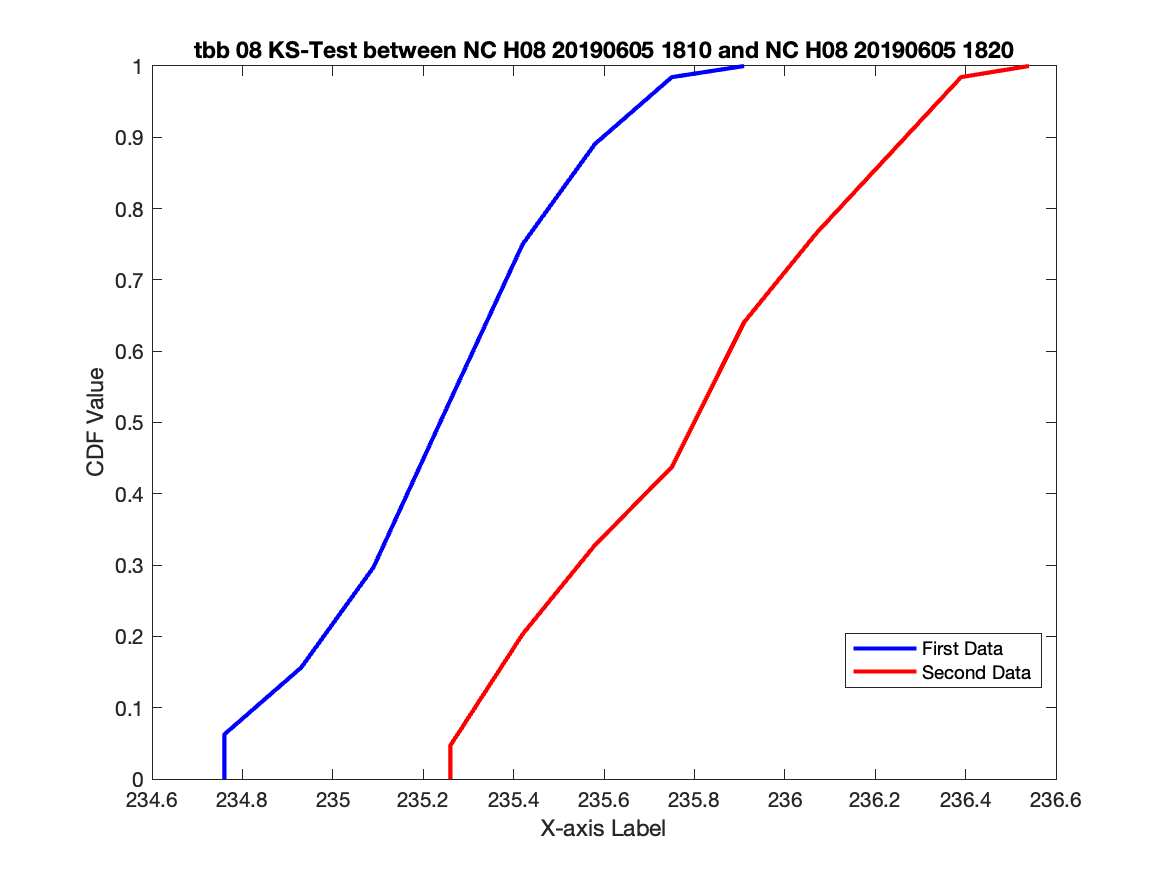 tbb 08 KS-Test between NC H08 20190605 1810 and NC H08 20190605 1820
1
0.9
0.8
0.7
0.6
0.5
0.4
0.3
0.2
0.1
0
CDF Value
First Data
Second Data
234.6 234.8 235 235.2 235.4 235.6 235.8 236 236.2 236.4 236.6
X-axis Label